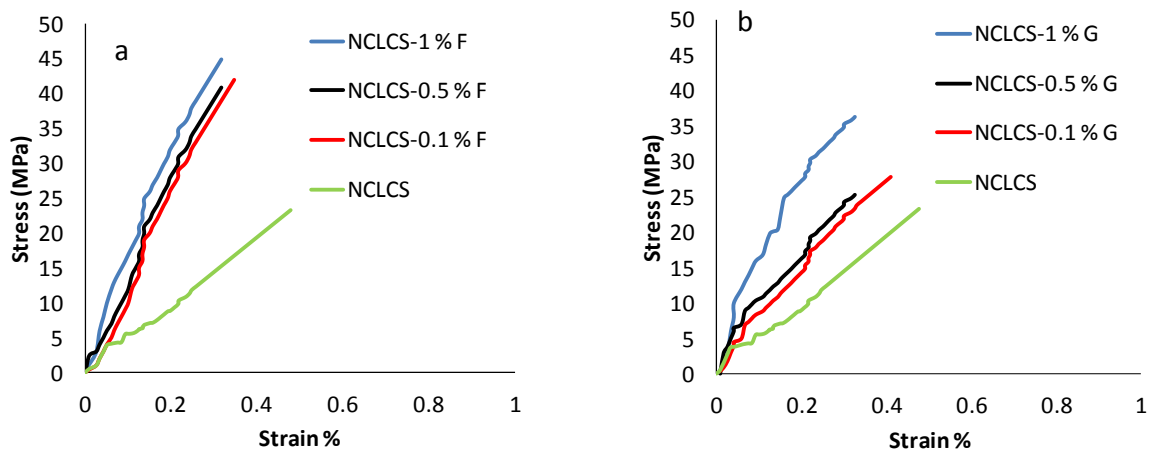 a
Stress (MPa)
50
45
40
35
30
25
20
15
10
5
0
0 0.2 0.4 0.6 0.8 1
Strain %
NCLCS-1 % F
NCLCS-0.5 % F
NCLCS-0.1 % F
NCLCS
b
Stress (MPa)
50
45
40
35
30
25
20
15
10
5
0
0 0.2 0.4 0.6 0.8 1
Strain %
NCLCS-1 % G
NCLCS-0.5 % G
NCLCS-0.1 % G
NCLCS